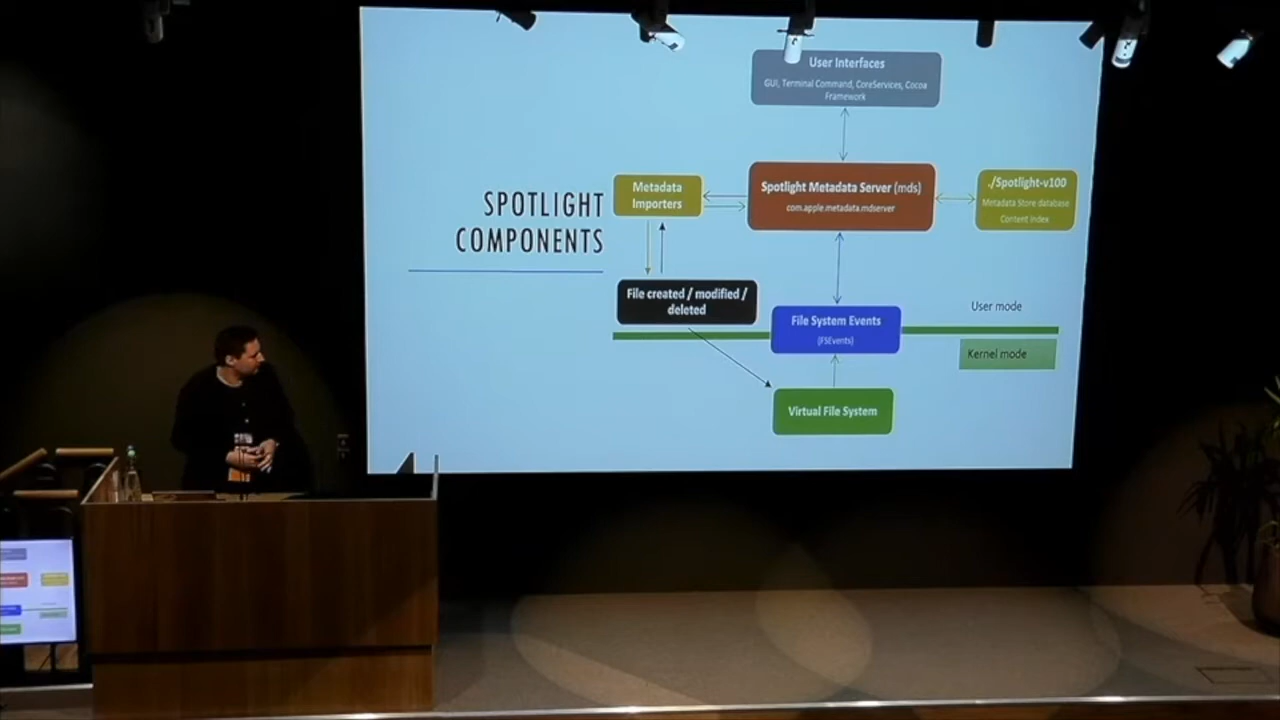 User Interfaces
GUI, Terminal Command, CoreServices, Cocoa
Framework
SPOTLIGHT
COMPONENTS
Metadata
Importers
Spotlight Metadata Server (mds)
com.apple.metadata.mdserver
./Spotlight-v100
Metadata Store database
Content Index
File created / modified /
deleted
File System Events
(FSEvents)
User mode
Kernel mode
Virtual File System